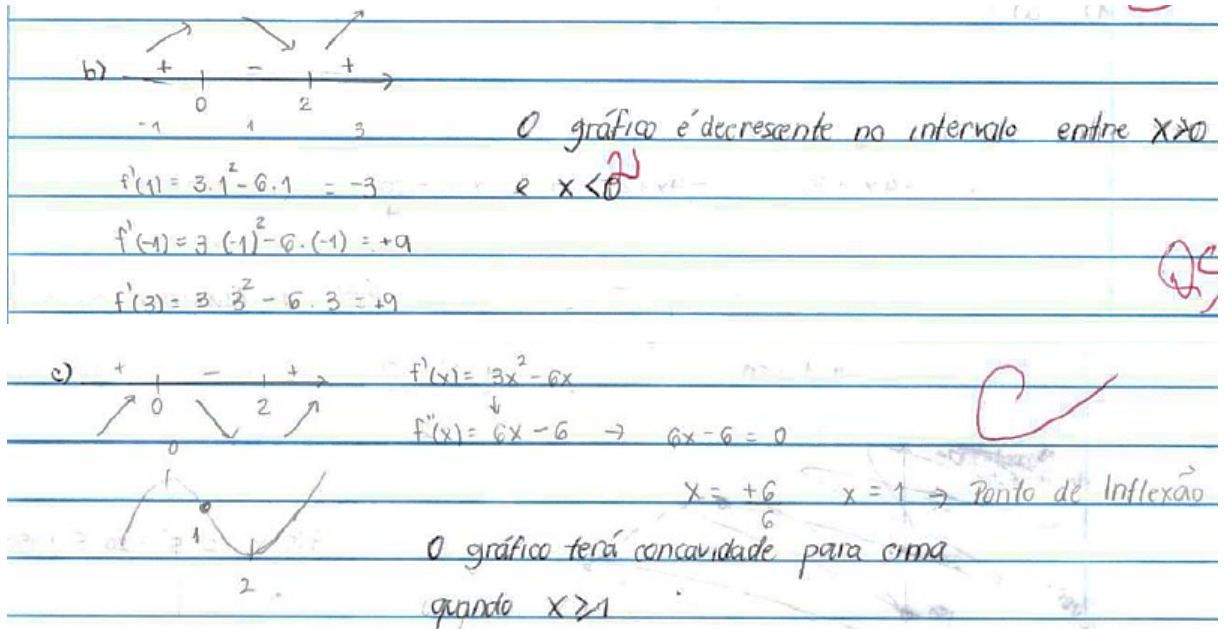 b) + - +
0 2
-1 1 3
O gráfico é decrescente no intervalo entre x>0
f'(1) = 3.1² - 6.1 = -3
e x <
2
f'(-1) = 3.(-1)² - 6.(-1) = +9
f'(3) = 3.3² - 6.3 = +9
c) + - +
0 2
f'(x) = 3x² - 6x
↓
f''(x) = 6x - 6 → 6x - 6 = 0
0
x = +6/6 x = 1 → Ponto de Inflexão
1
O gráfico terá concavidade para cima
2
quando x ≥ 1